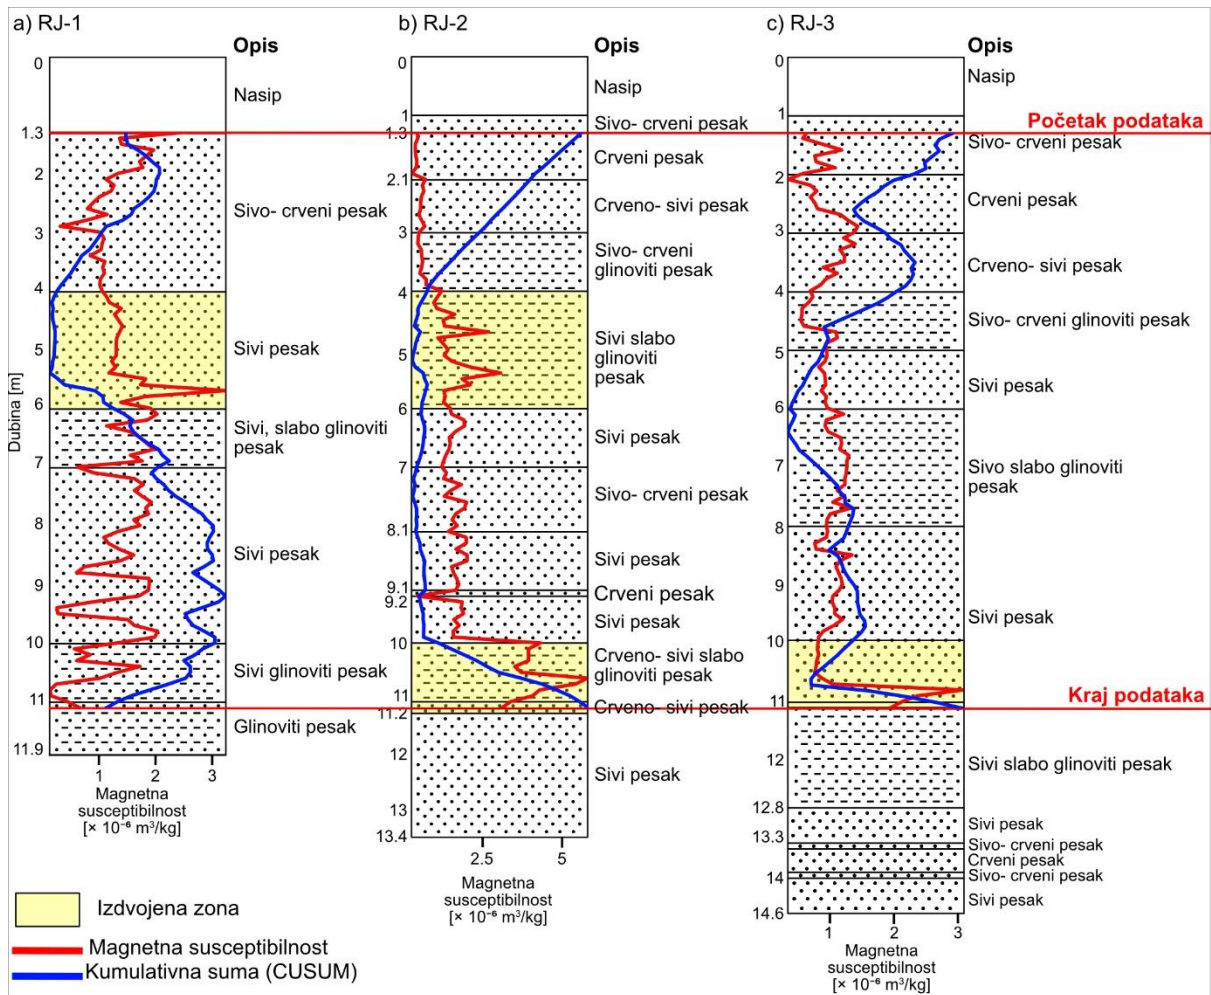 a) RJ-1
Opis
0
Nasip
1.3
2
Sivo- crveni pesak
3
4
Sivi pesak
5
Dubina [m]
6
Sivi, slabo glinoviti
pesak
7
8
Sivi pesak
9
10
Sivi glinoviti pesak
11
Glinoviti pesak
11.9
1
2
3
Magnetna
susceptibilnost
[× 10⁻⁶ m³/kg]
b) RJ-2
Opis
0
Nasip
1
Sivo- crveni pesak
1.3
Crveni pesak
2.1
Crveno- sivi pesak
3
Sivo- crveni
glinoviti pesak
4
Sivi slabo
glinoviti
pesak
5
6
Sivi pesak
7
Sivo- crveni pesak
8.1
Sivi pesak
9.1
Crveni pesak
9.2
Sivi pesak
10
Crveno- sivi slabo
glinoviti pesak
11
Crveno- sivi pesak
11.2
12
Sivi pesak
13
13.4
2.5
5
Magnetna
susceptibilnost
[× 10⁻⁶ m³/kg]
c) RJ-3
Opis
0
Nasip
1
Početak podataka
Sivo- crveni pesak
2
Crveni pesak
3
Crveno- sivi pesak
4
Sivo- crveni glinoviti pesak
5
Sivi pesak
6
Sivo slabo glinoviti
pesak
7
8
9
Sivi pesak
10
Kraj podataka
11
12
Sivi slabo glinoviti pesak
12.8
Sivi pesak
13.3
Sivo- crveni pesak
Crveni pesak
Sivo- crveni pesak
14
Sivi pesak
14.6
1
2
3
Magnetna
susceptibilnost
[× 10⁻⁶ m³/kg]
Izdvojena zona
Magnetna susceptibilnost
Kumulativna suma (CUSUM)